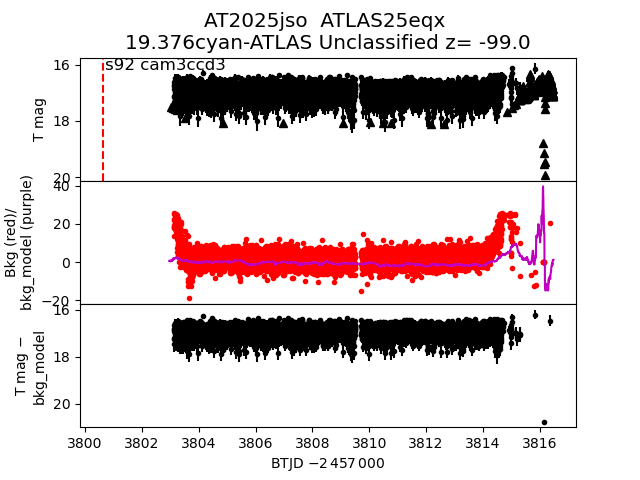 AT2025jso  ATLAS25eqx
19.376cyan-ATLAS Unclassified z= -99.0
s92 cam3ccd3
16
18
20
T mag
40
20
0
−20
Bkg (red)/
bkg_model (purple)
16
18
20
T mag −
bkg_model
3800 3802 3804 3806 3808 3810 3812 3814 3816
BTJD −2 457 000